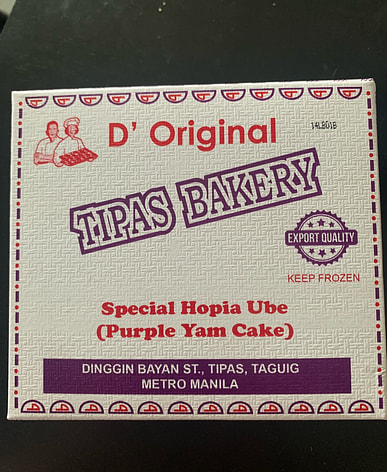 14LB01B
D' Original
TIPAS BAKERY
EXPORT QUALITY
KEEP FROZEN
Special Hopia Ube
(Purple Yam Cake)
DINGGIN BAYAN ST., TIPAS, TAGUIG
METRO MANILA